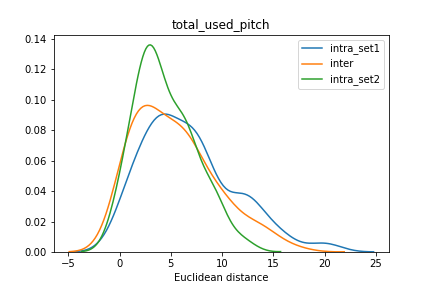 total_used_pitch
intra_set1
inter
intra_set2
0.14
0.12
0.10
0.08
0.06
0.04
0.02
0.00
−5 0 5 10 15 20 25
Euclidean distance